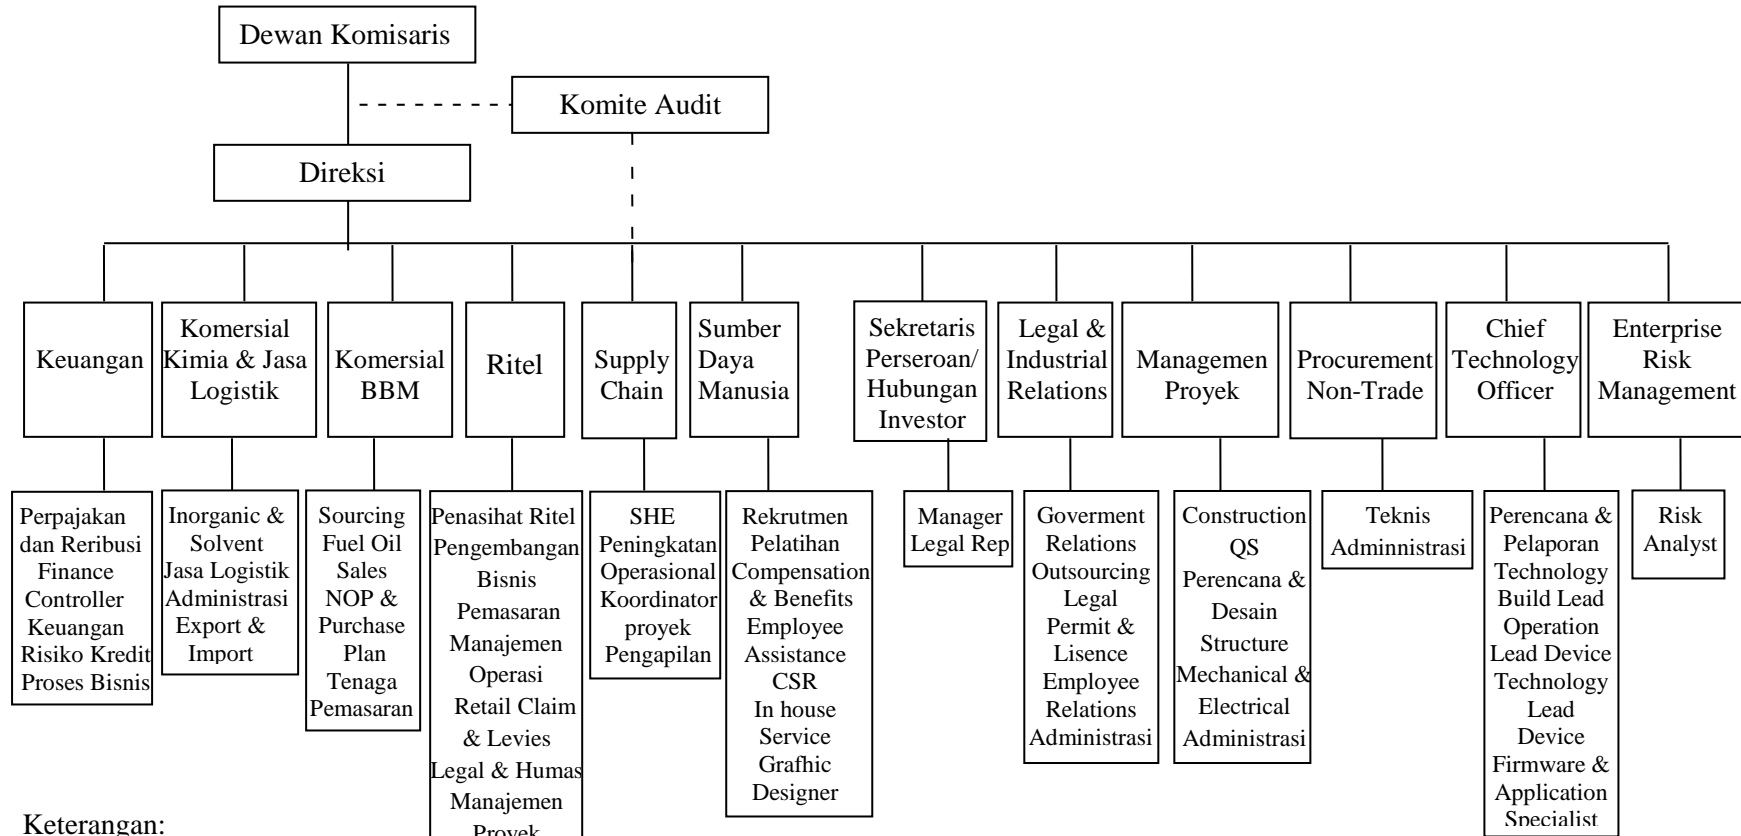 Dewan Komisaris
Komite Audit
Direksi
Keuangan
Komersial
Kimia & Jasa
Logistik
Komersial
BBM
Ritel
Supply
Chain
Sumber
Daya
Manusia
Sekretaris
Perseroan/
Hubungan
Investor
Legal &
Industrial
Relations
Managemen
Proyek
Procurement
Non-Trade
Chief
Technology
Officer
Enterprise
Risk
Management
Perpajakan
dan Reribusi
Finance
Controller
Keuangan
Risiko Kredit
Proses Bisnis
Inorganic &
Solvent
Jasa Logistik
Administrasi
Export &
Import
Sourcing
Fuel Oil
Sales
NOP &
Purchase
Plan
Tenaga
Pemasaran
Penasihat Ritel
Pengembangan
Bisnis
Pemasaran
Manajemen
Operasi
Retail Claim
& Levies
Legal & Humas
Manajemen
Proyek
SHE
Peningkatan
Operasional
Koordinator
proyek
Pengapilan
Rekrutmen
Pelatihan
Compensation
& Benefits
Employee
Assistance
CSR
In house
Service
Grafhic
Designer
Manager
Legal Rep
Goverment
Relations
Outsourcing
Legal
Permit &
Lisence
Employee
Relations
Administrasi
Construction
QS
Perencana &
Desain
Structure
Mechanical &
Electrical
Administrasi
Teknis
Adminnistrasi
Perencana &
Pelaporan
Technology
Build Lead
Operation
Lead Device
Technology
Lead
Device
Firmware &
Application
Specialist
Risk
Analyst
Keterangan: